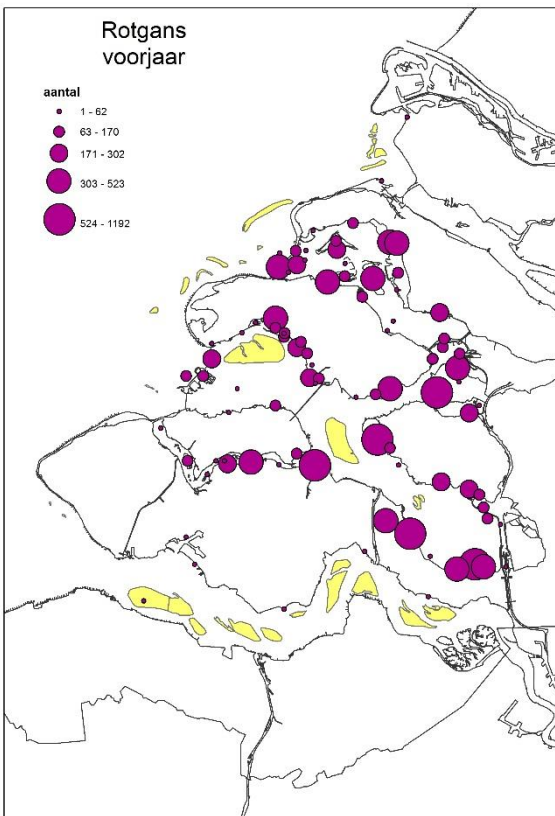 Rotgans
voorjaar
aantal
1 - 62
63 - 170
171 - 302
303 - 523
524 - 1192